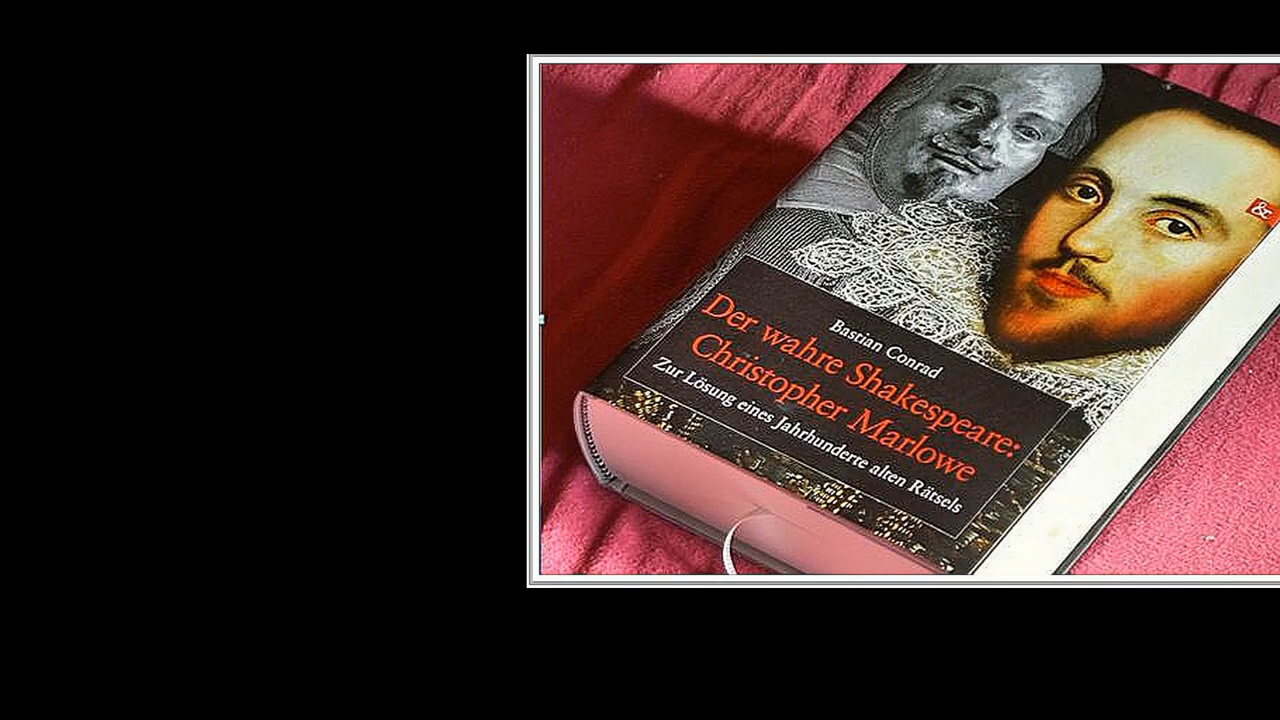 &
Bastian Conrad
Der wahre Shakespeare:
Christopher Marlowe
Zur Lösung eines Jahrhunderte alten Rätsels